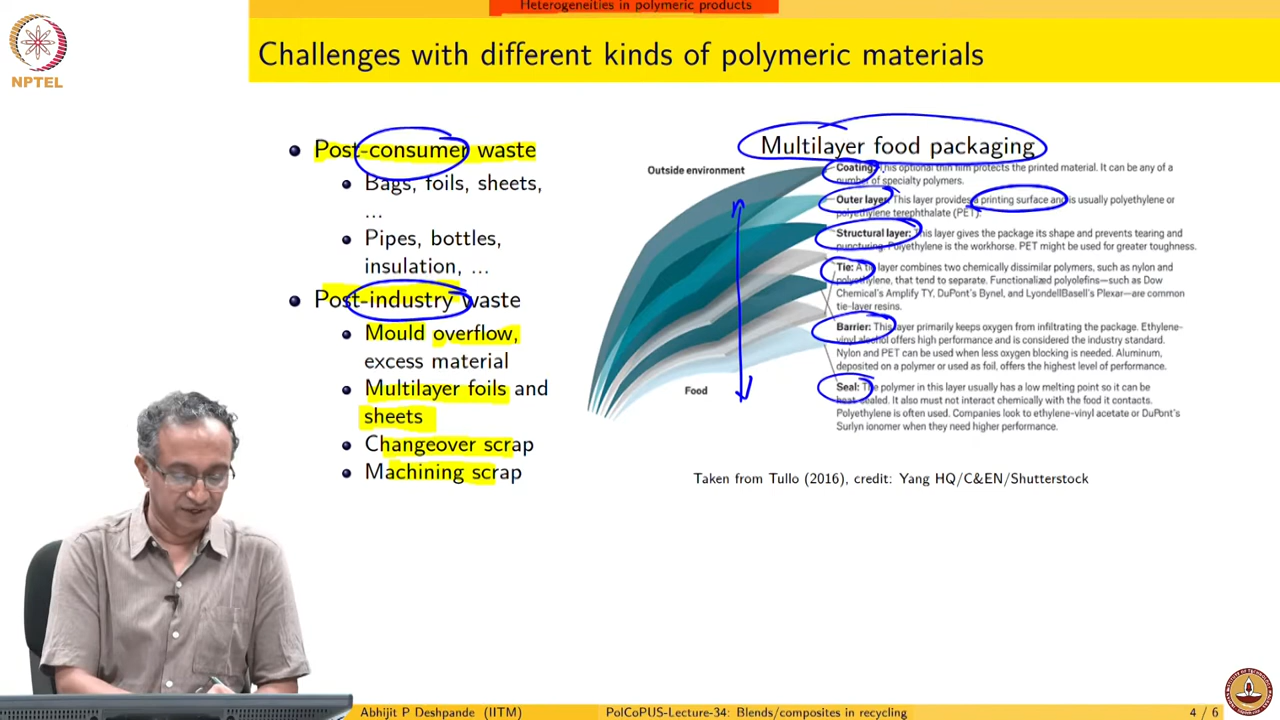 Heterogeneities in polymeric products
NPTEL
Challenges with different kinds of polymeric materials
Post-consumer waste
Bags, foils, sheets,
...
Pipes, bottles,
insulation, ...
Post-industry waste
Mould overflow,
excess material
Multilayer foils and
sheets
Changeover scrap
Machining scrap
Multilayer food packaging
Outside environment
Food
Coating: This optional thin film protects the printed material. It can be any of a
number of specialty polymers.
Outer layer: This layer provides a printing surface and is usually polyethylene or
polyethylene terephthalate (PET).
Structural layer: This layer gives the package its shape and prevents tearing and
puncturing. Polyethylene is the workhorse. PET might be used for greater toughness.
Tie: A tie layer combines two chemically dissimilar polymers, such as nylon and
polyethylene, that tend to separate. Functionalized polyolefins—such as Dow
Chemical's Amplify TY, DuPont's Bynel, and LyondellBasell's Plexar—are common
tie-layer resins.
Barrier: This layer primarily keeps oxygen from infiltrating the package. Ethylene-
vinyl alcohol offers high performance and is considered the industry standard.
Nylon and PET can be used when less oxygen blocking is needed. Aluminum,
deposited on a polymer or used as foil, offers the highest level of performance.
Seal: The polymer in this layer usually has a low melting point so it can be
heat-sealed. It also must not interact chemically with the food it contacts.
Polyethylene is often used. Companies look to ethylene-vinyl acetate or DuPont's
Surlyn ionomer when they need higher performance.
Taken from Tullo (2016), credit: Yang HQ/C&EN/Shutterstock
Abhijit P Deshpande (IITM)
PolCoPUS-Lecture-34: Blends/composites in recycling
4 / 6